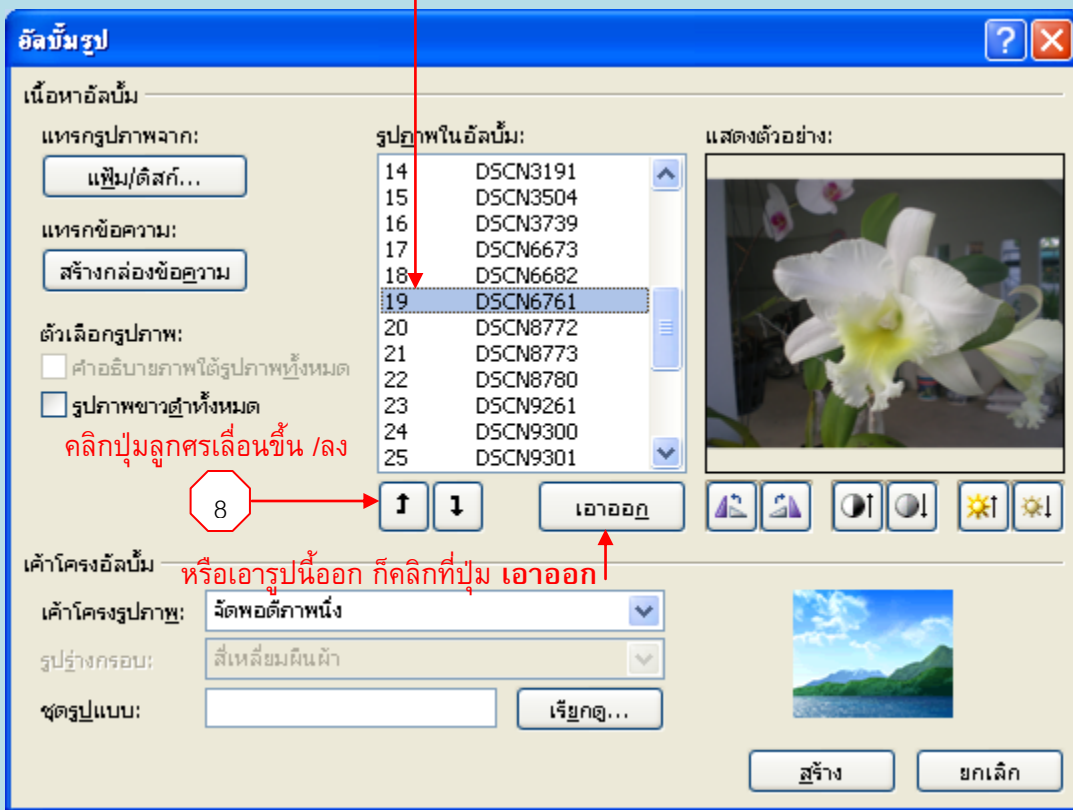 อัลบั้มรูป
เนื้อหาอัลบั้ม
แทรกรูปภาพจาก:
แฟ้ม/ดิสก์...
แทรกข้อความ:
สร้างกล่องข้อความ
ตัวเลือกรูปภาพ:
คำอธิบายภาพใต้รูปภาพทั้งหมด
รูปภาพขาวดำทั้งหมด
คลิกปุ่มลูกศรเลื่อนขึ้น /ลง
8
รูปภาพในอัลบั้ม:
14 DSCN3191
15 DSCN3504
16 DSCN3739
17 DSCN6673
18 DSCN6682
19 DSCN6761
20 DSCN8772
21 DSCN8773
22 DSCN8780
23 DSCN9261
24 DSCN9300
25 DSCN9301
เอาออก
แสดงตัวอย่าง:
เค้าโครงอัลบั้ม
หรือเอารูปนี้ออก ก็คลิกที่ปุ่ม เอาออก
เค้าโครงรูปภาพ: จัดพอดีภาพนิ่ง
รูปร่างกรอบ: สี่เหลี่ยมผืนผ้า
ชุดรูปแบบ: เรียกดู...
สร้าง ยกเลิก